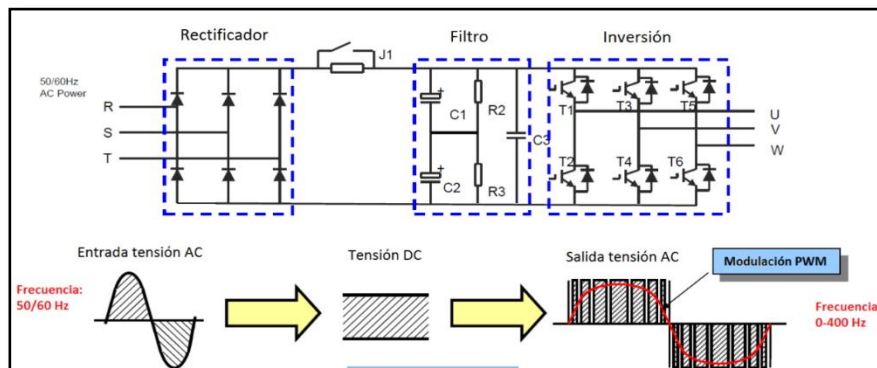 Rectificador
Filtro
Inversión
J1
50/60Hz
AC Power
R
S
T
C1
R2
C3
C2
R3
T1
T3
T5
T2
T4
T6
U
V
W
Entrada tensión AC
Tensión DC
Salida tensión AC
Modulación PWM
Frecuencia:
50/60 Hz
Frecuencia:
0-400 Hz